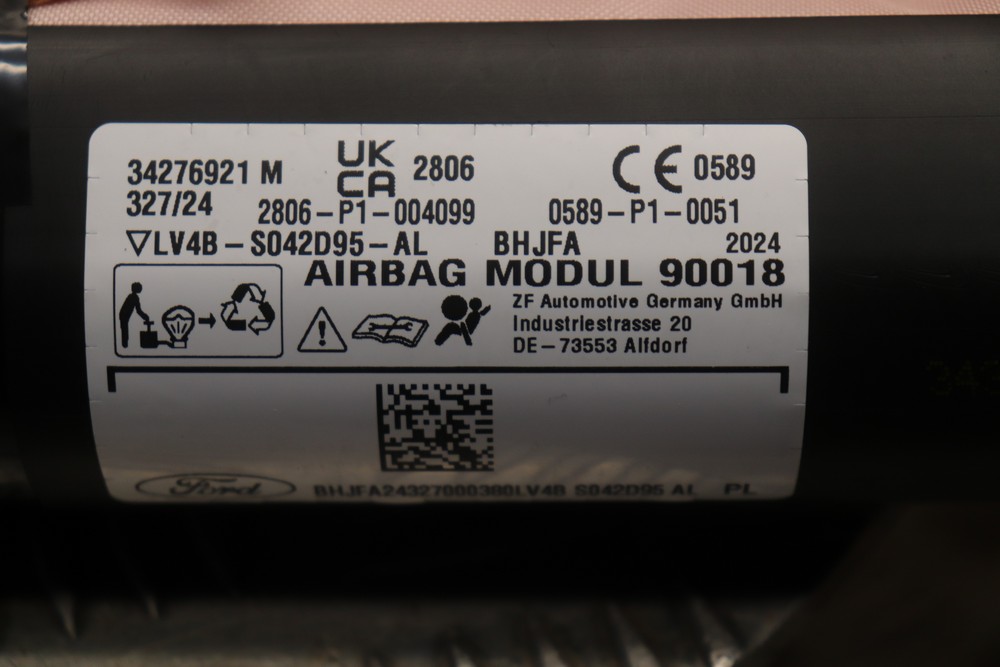 34276921 M UK CA 2806 CE 0589
327/24 2806-P1-004099 0589-P1-0051
▽LV4B-S042D95-AL BHJFA 2024
AIRBAG MODUL 90018
ZF Automotive Germany GmbH
Industriestrasse 20
DE-73553 Alfdorf
Ford BHJFA24327000380LV4B S042D95 AL PL